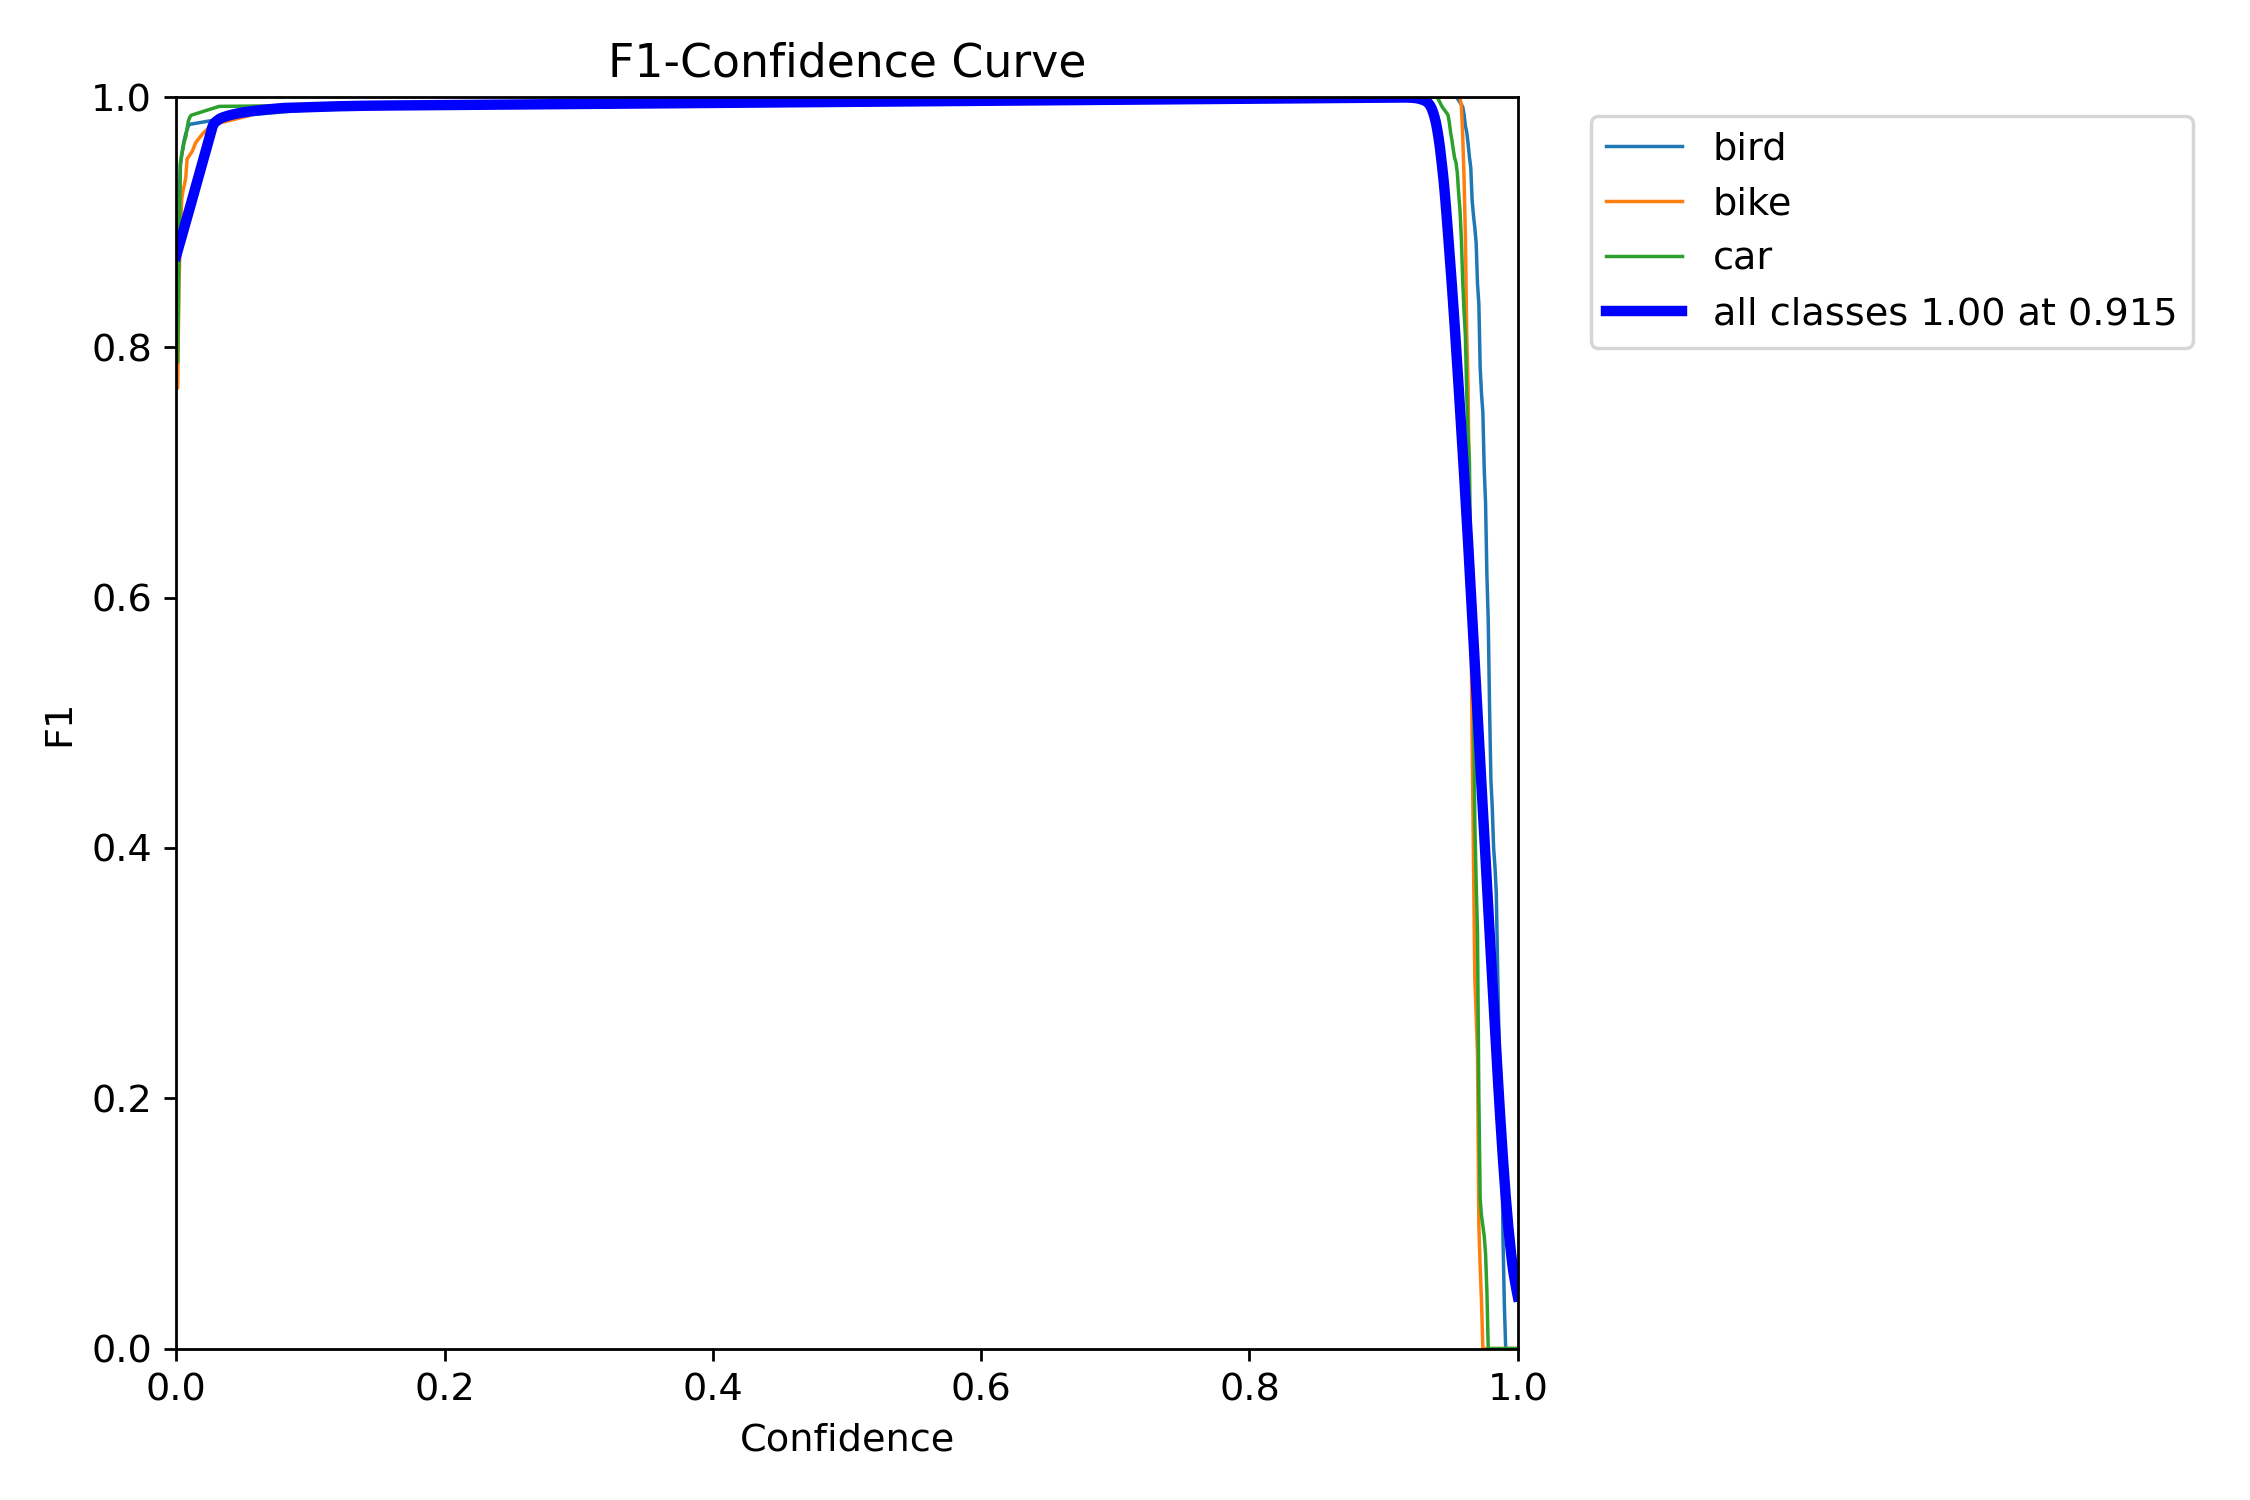 F1-Confidence Curve
1.0
0.8
0.6
0.4
0.2
0.0
F1
0.0 0.2 0.4 0.6 0.8 1.0
Confidence
bird
bike
car
all classes 1.00 at 0.915